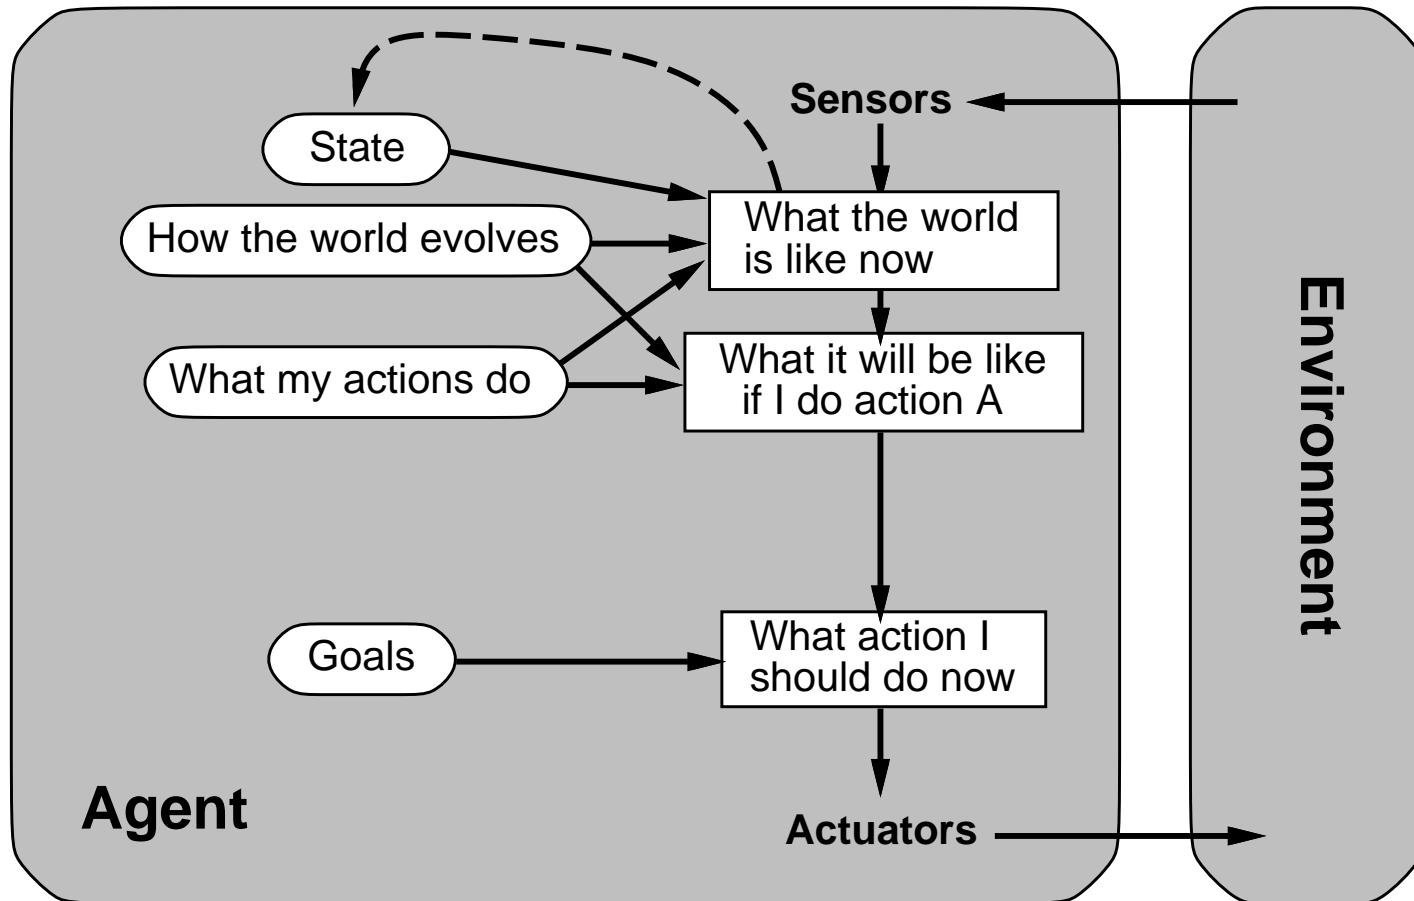 Sensors
State
What the world
is like now
How the world evolves
What it will be like
if I do action A
What my actions do
What action I
should do now
Goals
Agent
Actuators
Environment